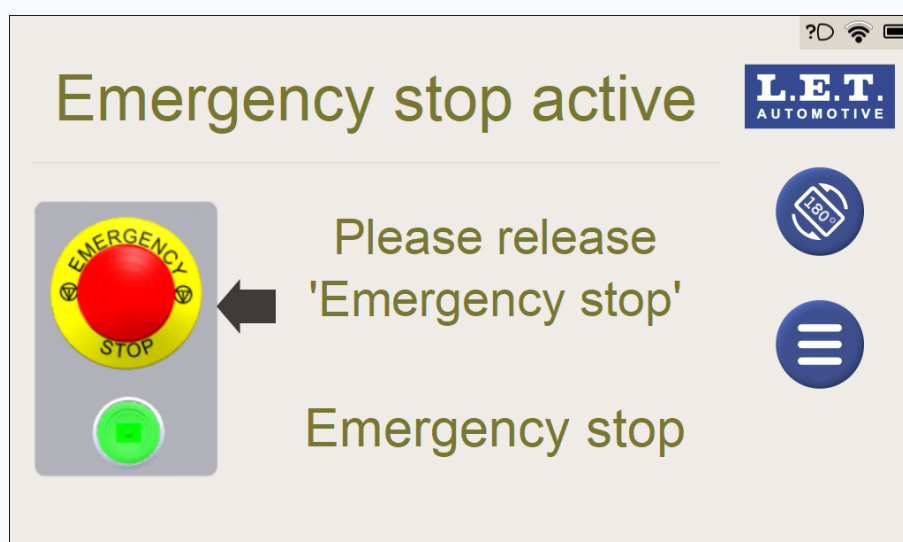 ?
Emergency stop active
L.E.T.
AUTOMOTIVE
180°
Please release
'Emergency stop'
EMERGENCY
STOP
Emergency stop